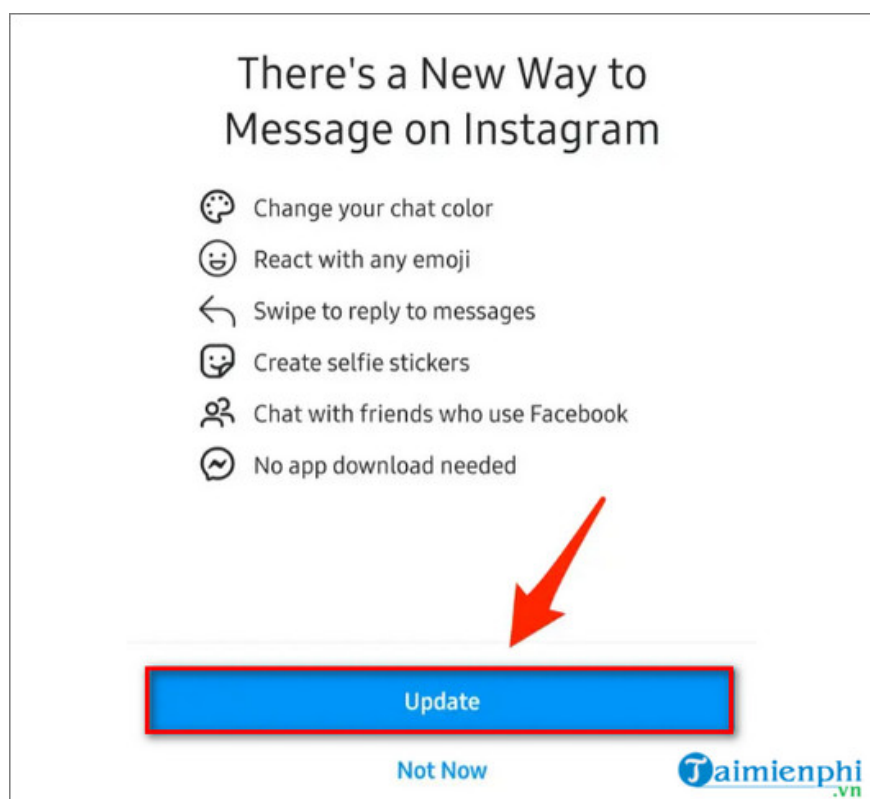 There's a New Way to
Message on Instagram
Change your chat color
React with any emoji
Swipe to reply to messages
Create selfie stickers
Chat with friends who use Facebook
No app download needed
Update
Not Now
Taimienphi
.vn